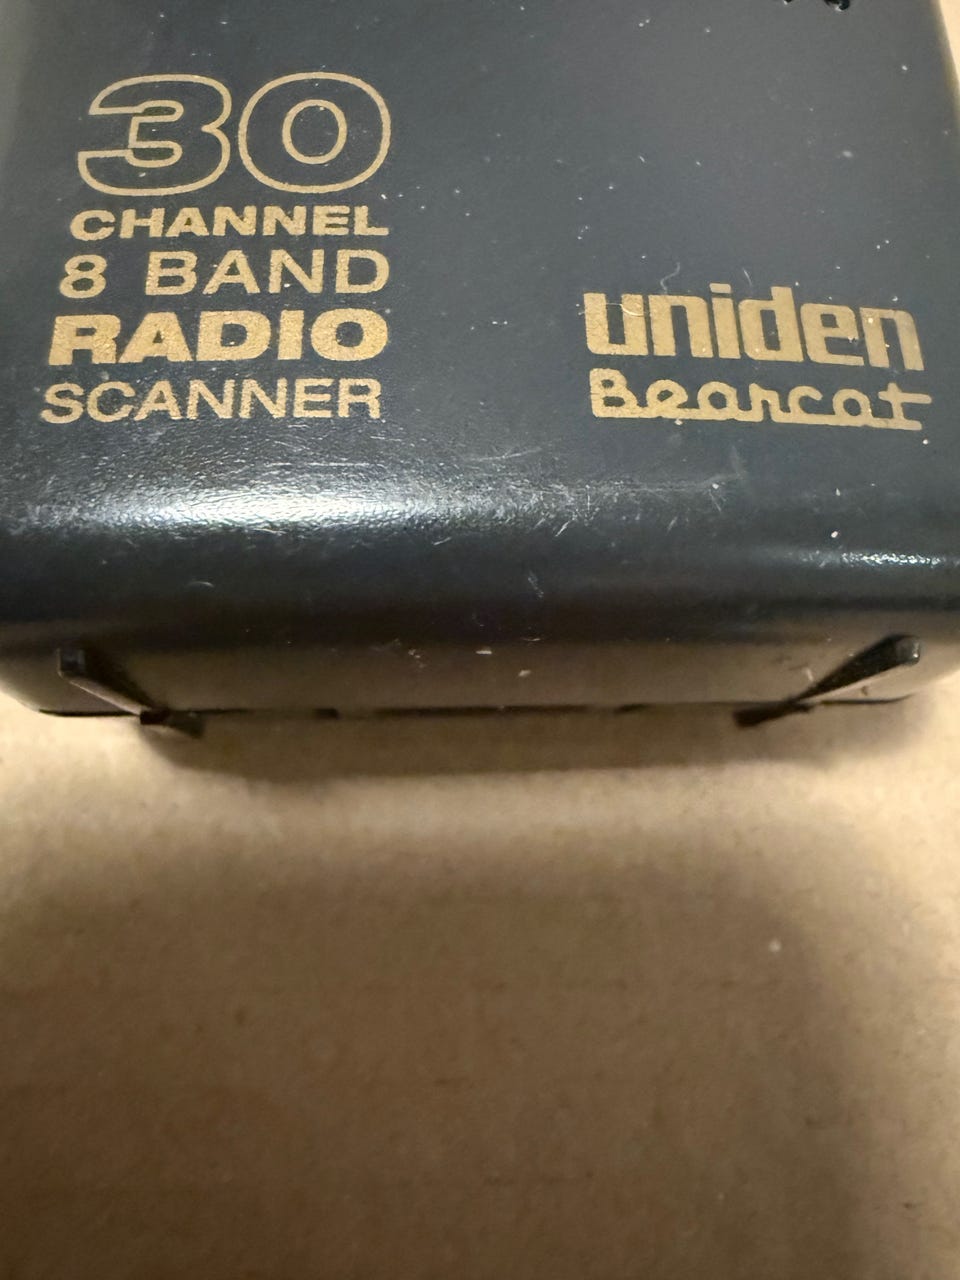 30
CHANNEL
8 BAND
RADIO
SCANNER
uniden
Bearcat